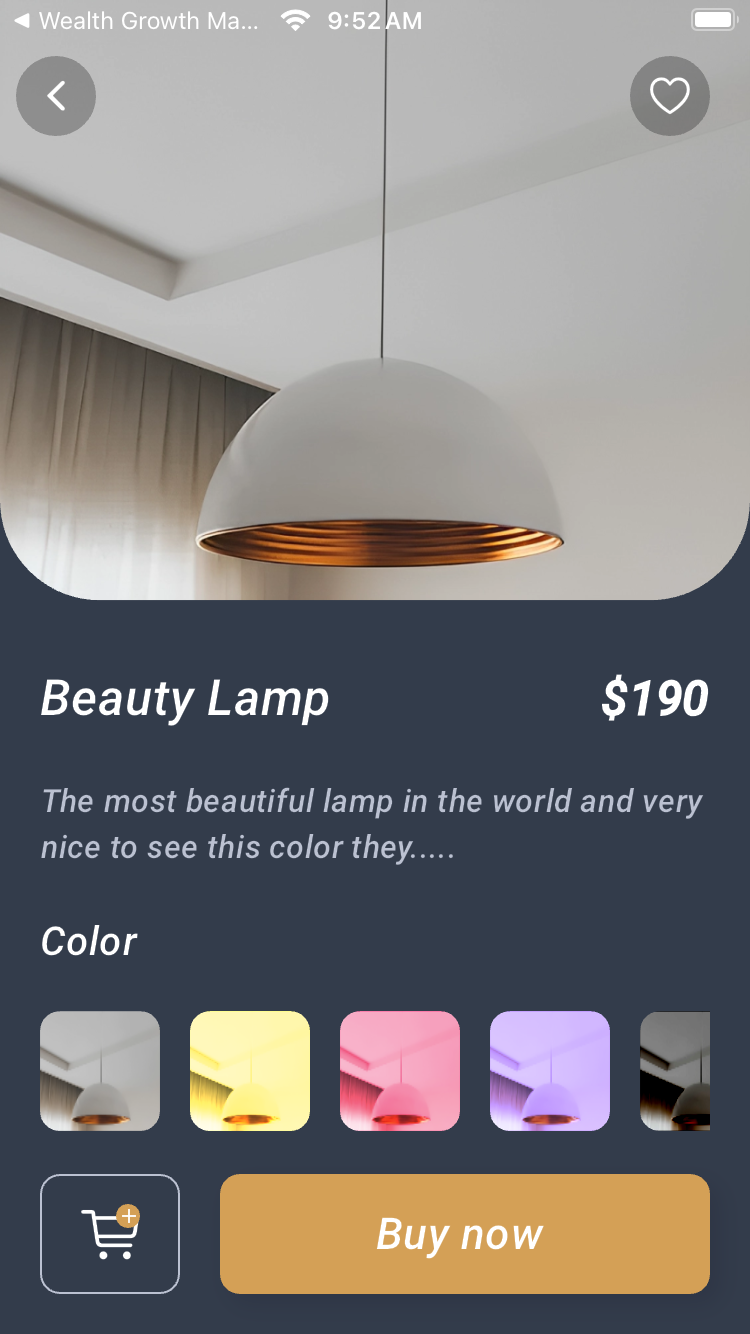 Wealth Growth Ma... 9:52 AM
Beauty Lamp $190
The most beautiful lamp in the world and very
nice to see this color they.....
Color
Buy now